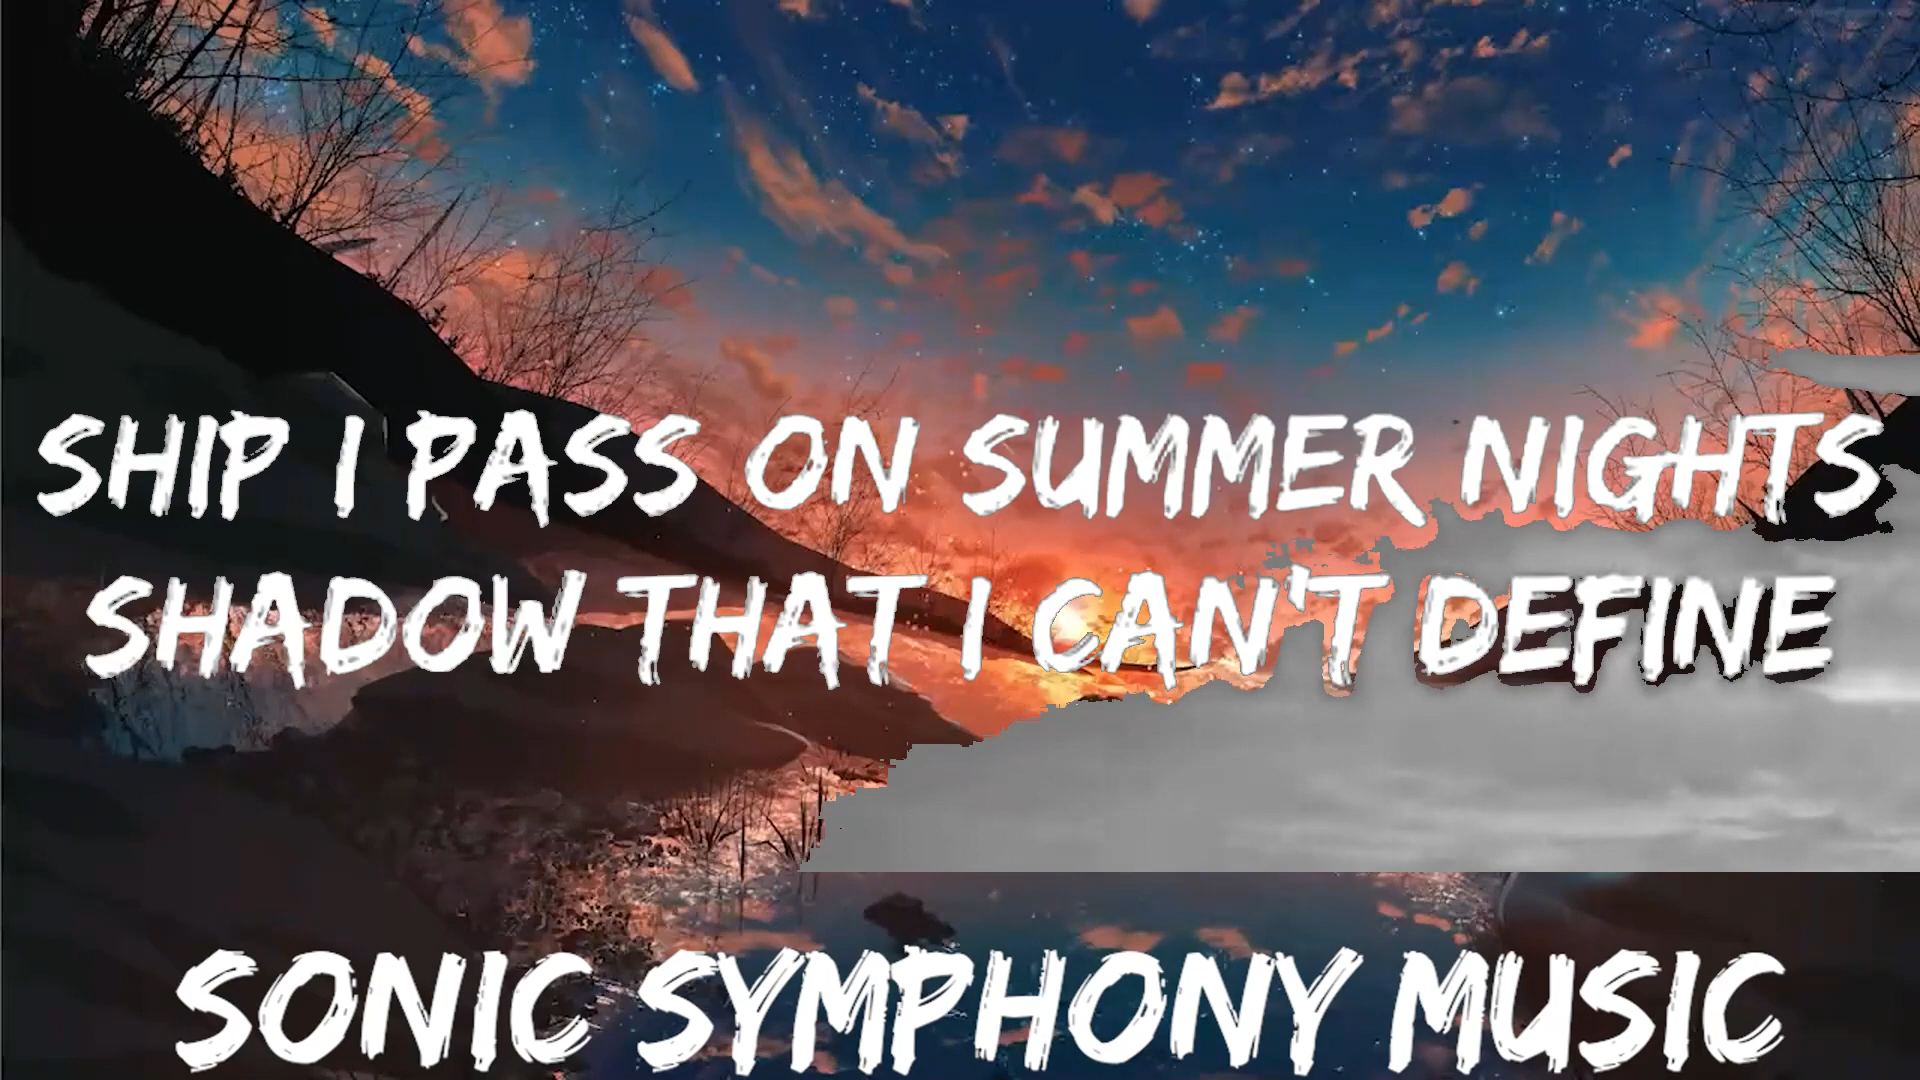 SHIP I PASS ON SUMMER NIGHTS
SHADOW THAT I CAN'T DEFINE
SONIC SYMPHONY MUSIC